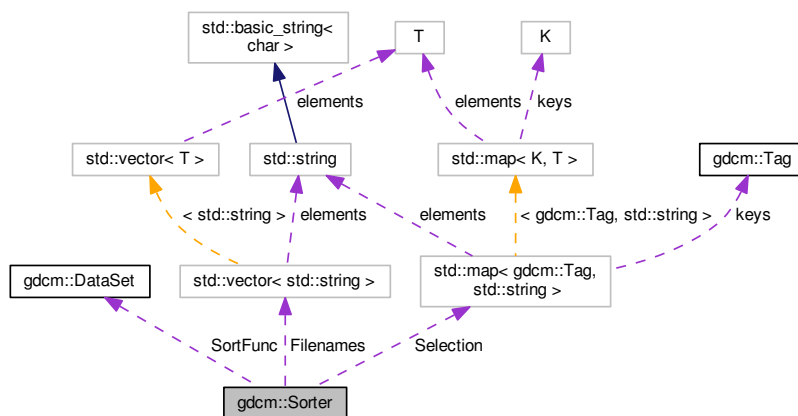 std::basic_string<
char >
T
K
elements
elements
keys
std::vector< T >
std::string
std::map< K, T >
gdcm::Tag
< std::string >
elements
elements
< gdcm::Tag, std::string >
keys
gdcm::DataSet
std::vector< std::string >
std::map< gdcm::Tag,
std::string >
SortFunc
Filenames
Selection
gdcm::Sorter